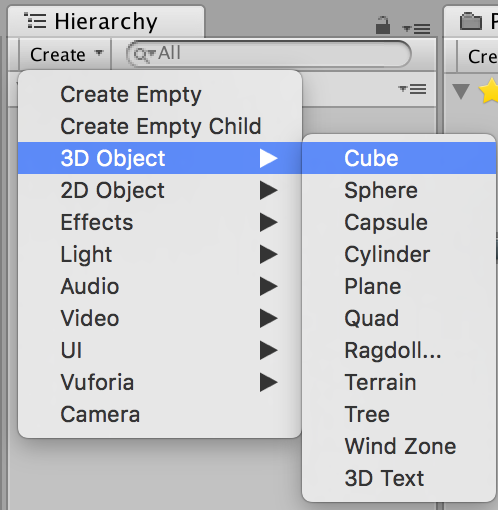 Hierarchy
Create
All
Cre
Create Empty
Create Empty Child
3D Object
2D Object
Effects
Light
Audio
Video
UI
Vuforia
Camera
Cube
Sphere
Capsule
Cylinder
Plane
Quad
Ragdoll...
Terrain
Tree
Wind Zone
3D Text